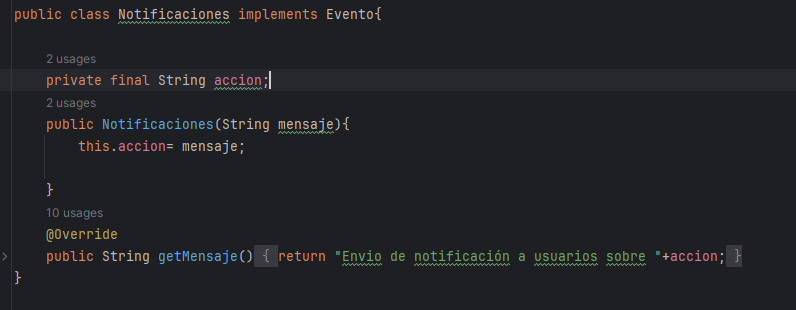 public class Notificaciones implements Evento{
2 usages
private final String accion;
2 usages
public Notificaciones(String mensaje){
this.accion= mensaje;
}
10 usages
@Override
public String getMensaje() { return "Envio de notificación a usuarios sobre "+accion; }
}